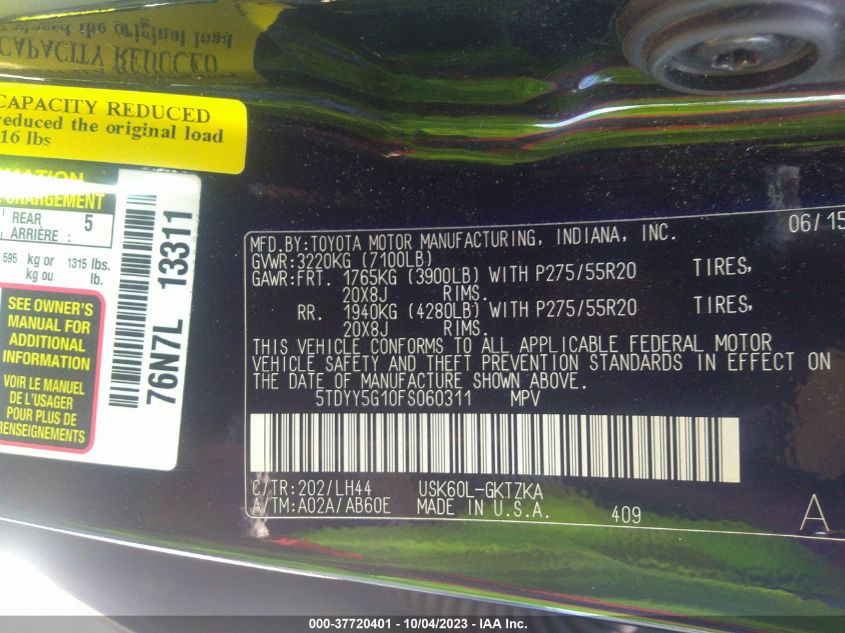 CAPACITY REDUCED
reduced the original load
16 lbs
CHARGEMENT
REAR
ARRIÈRE : 5
595 kg or 1315 lbs.
kg ou lb.
SEE OWNER'S
MANUAL FOR
ADDITIONAL
INFORMATION
VOIR LE MANUEL
DE L'USAGER
POUR PLUS DE
RENSEIGNEMENTS
76N7L 13311
MFD.BY:TOYOTA MOTOR MANUFACTURING, INDIANA, INC. 06/15
GVWR:3220KG (7100LB)
GAWR:FRT. 1765KG (3900LB) WITH P275/55R20 TIRES,
20X8J RIMS.
RR. 1940KG (4280LB) WITH P275/55R20 TIRES,
20X8J RIMS.
THIS VEHICLE CONFORMS TO ALL APPLICABLE FEDERAL MOTOR
VEHICLE SAFETY AND THEFT PREVENTION STANDARDS IN EFFECT ON
THE DATE OF MANUFACTURE SHOWN ABOVE.
5TDYY5G10FS060311 MPV
C/TR:202/LH44 USK60L-GKTZKA
A/TM:A02A/AB60E MADE IN U.S.A. 409 A
000-37720401 - 10/04/2023 - IAA Inc.